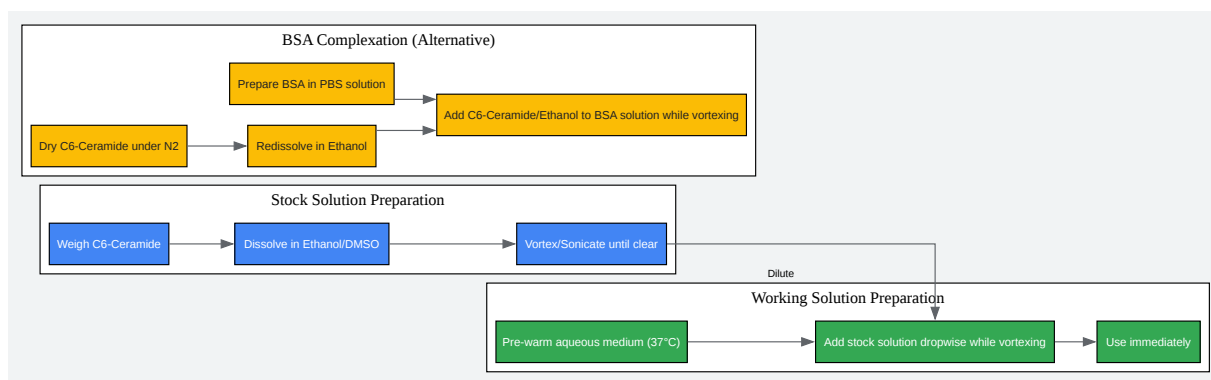 BSA Complexation (Alternative)
Prepare BSA in PBS solution
Add C6-Ceramide/Ethanol to BSA solution while vortexing
Dry C6-Ceramide under N2
Redissolve in Ethanol
Stock Solution Preparation
Weigh C6-Ceramide
Dissolve in Ethanol/DMSO
Vortex/Sonicate until clear
Dilute
Working Solution Preparation
Pre-warm aqueous medium (37°C)
Add stock solution dropwise while vortexing
Use immediately